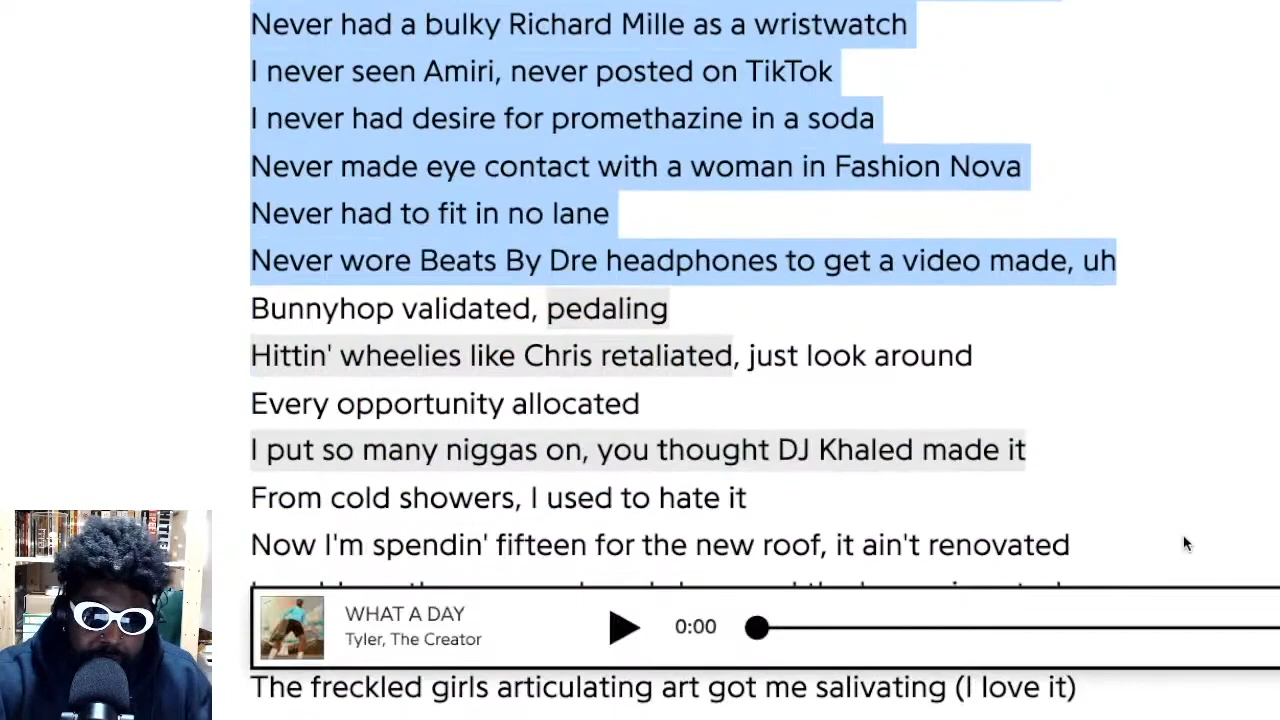 Never had a bulky Richard Mille as a wristwatch
I never seen Amiri, never posted on TikTok
I never had desire for promethazine in a soda
Never made eye contact with a woman in Fashion Nova
Never had to fit in no lane
Never wore Beats By Dre headphones to get a video made, uh
Bunnyhop validated, pedaling
Hittin' wheelies like Chris retaliated, just look around
Every opportunity allocated
I put so many niggas on, you thought DJ Khaled made it
From cold showers, I used to hate it
Now I'm spendin' fifteen for the new roof, it ain't renovated
WHAT A DAY
Tyler, The Creator
0:00
The freckled girls articulating art got me salivating (I love it)